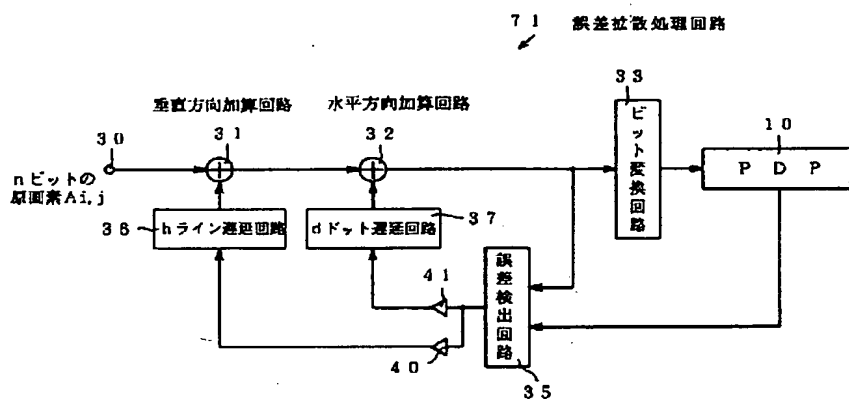 71 誤差拡散処理回路
33
垂直方向加算回路
水平方向加算回路
30
31
32
ビット変換回路
10
P D P
nビットの
原画素Ai,j
36
hライン遅延回路
dドット遅延回路
37
41
誤差検出回路
40
35